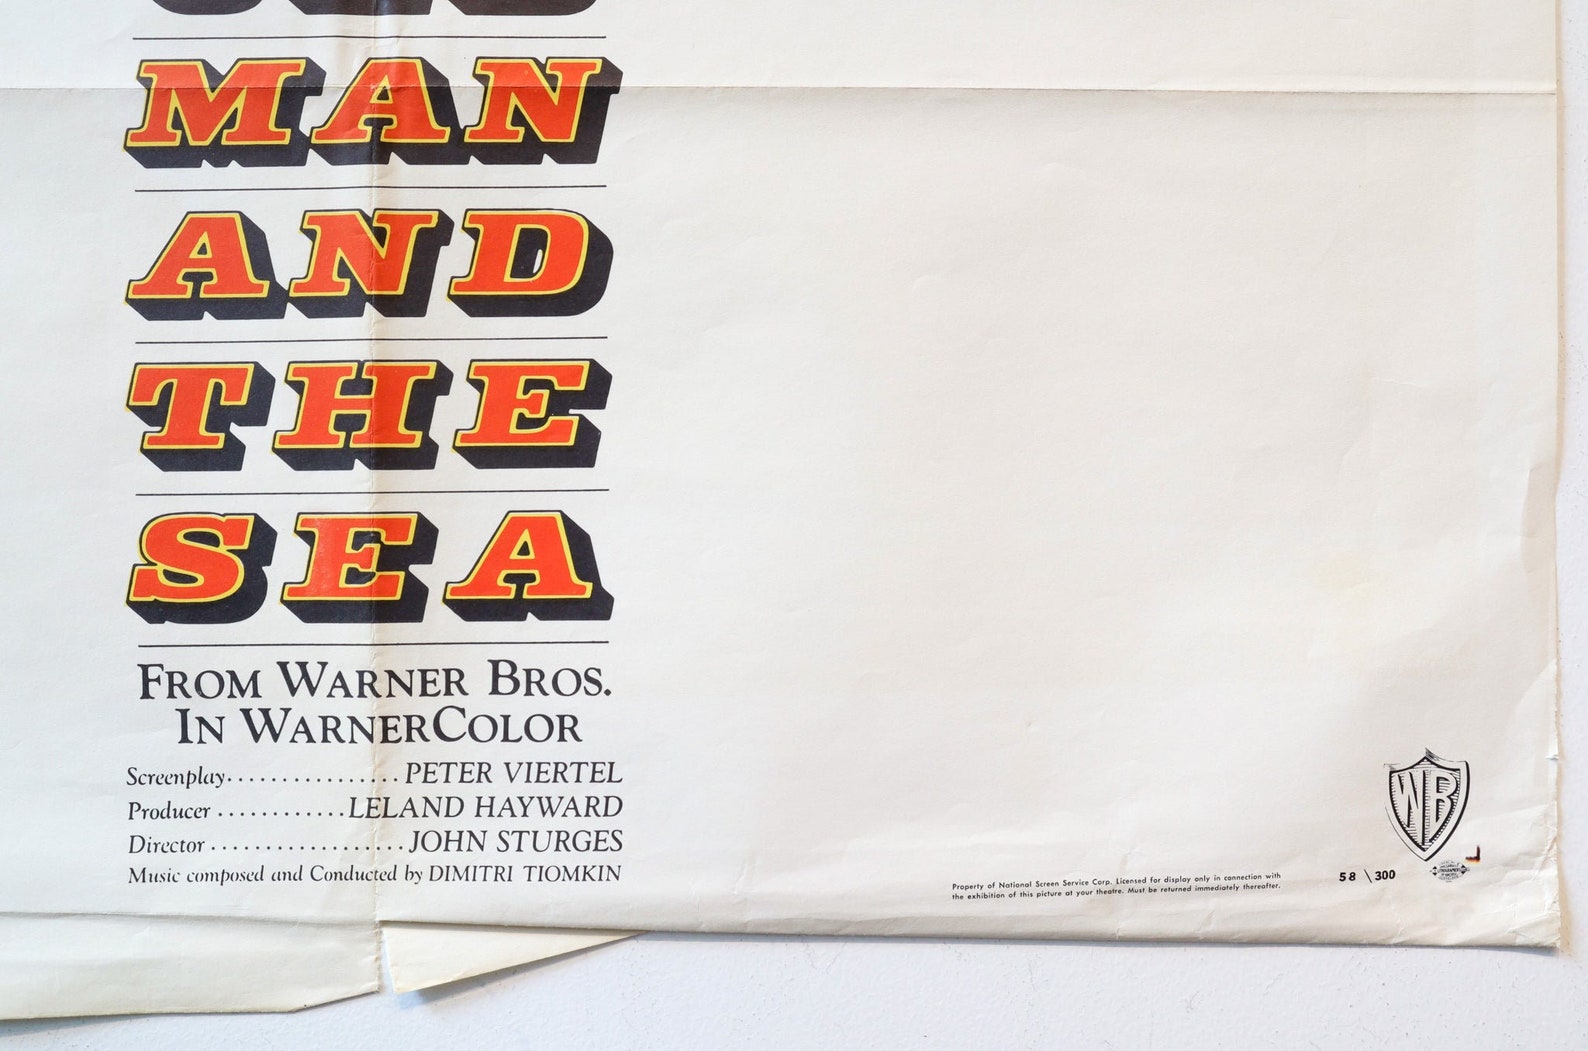 MAN
AND
THE
SEA
FROM WARNER BROS.
IN WARNERCOLOR
Screenplay................PETER VIERTEL
Producer............LELAND HAYWARD
Director..................JOHN STURGES
Music composed and Conducted by DIMITRI TIOMKIN
Property of National Screen Service Corp. Licensed for display only in connection with
the exhibition of this picture at your theatre. Must be returned immediately thereafter.
58 \ 300
WB